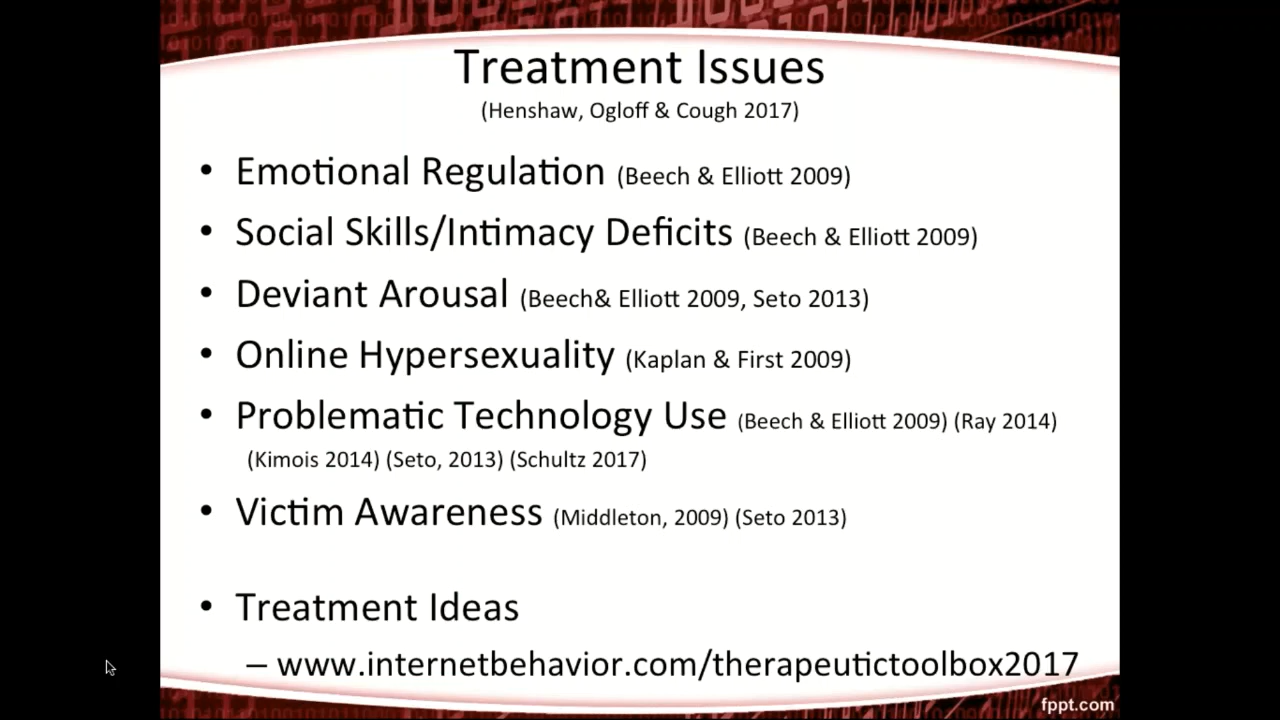 Treatment Issues
(Henshaw, Ogloff & Cough 2017)
• Emotional Regulation (Beech & Elliott 2009)
• Social Skills/Intimacy Deficits (Beech & Elliott 2009)
• Deviant Arousal (Beech& Elliott 2009, Seto 2013)
• Online Hypersexuality (Kaplan & First 2009)
• Problematic Technology Use (Beech & Elliott 2009) (Ray 2014)
(Kimois 2014) (Seto, 2013) (Schultz 2017)
• Victim Awareness (Middleton, 2009) (Seto 2013)
• Treatment Ideas
– www.internetbehavior.com/therapeutictoolbox2017
fppt.com